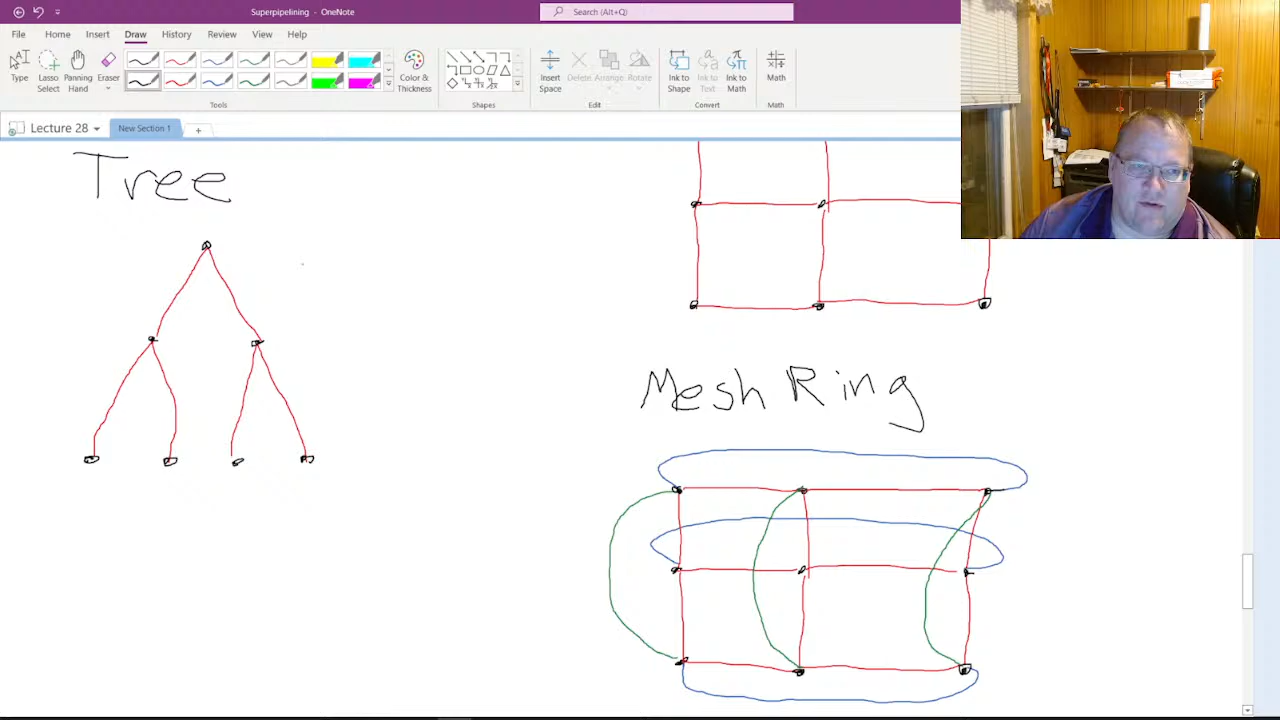 Superpipelining - OneNote
Search (Alt+Q)
File Home Insert Draw History Review View Help
Type
Lasso Select
Panning Hand
Eraser
Color & Thickness
Insert Space
Delete
Arrange
Rotate
Ink to Shape
Ink to Text
Ink to Math
Math
Tools
Shapes
Edit
Convert
Math
Lecture 28
New Section 1
+
Tree
Mesh Ring